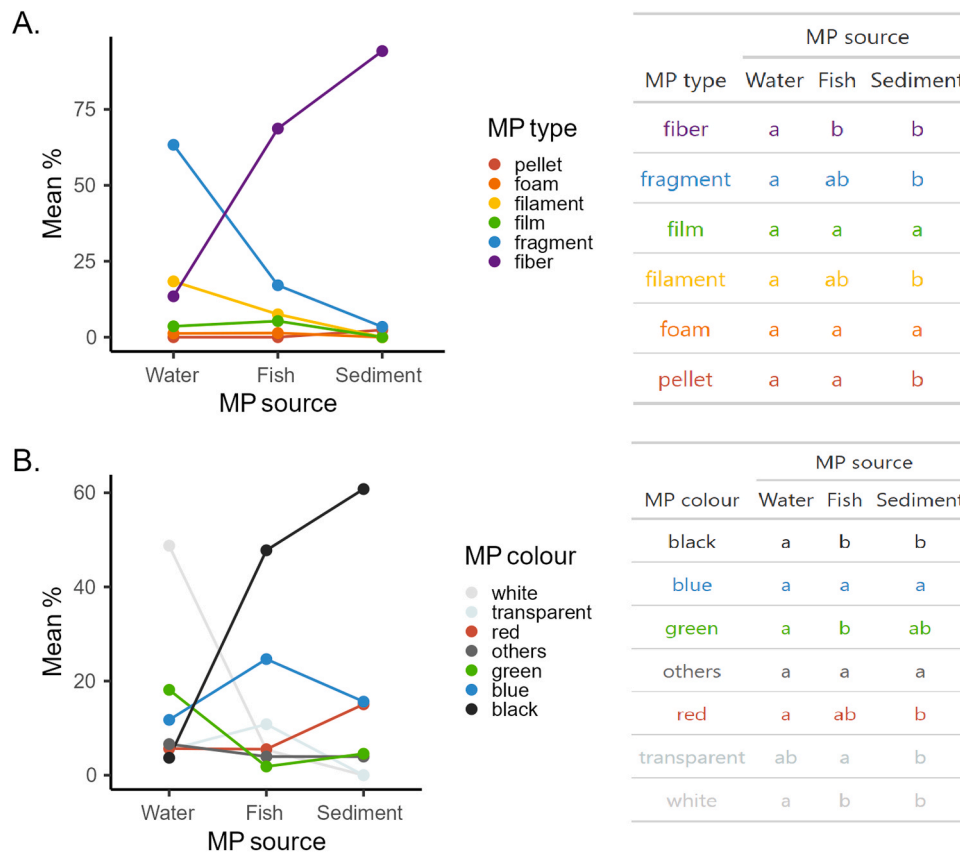 A.
Mean %
75
50
25
0
Water Fish Sediment
MP source
MP type
pellet
foam
filament
film
fragment
fiber
MP source
MP type Water Fish Sediment
fiber a b b
fragment a ab b
film a a a
filament a ab b
foam a a a
pellet a a b
B.
Mean %
60
40
20
0
Water Fish Sediment
MP source
MP colour
white
transparent
red
others
green
blue
black
MP source
MP colour Water Fish Sediment
black a b b
blue a a a
green a b ab
others a a a
red a ab b
transparent ab a b
white a b b